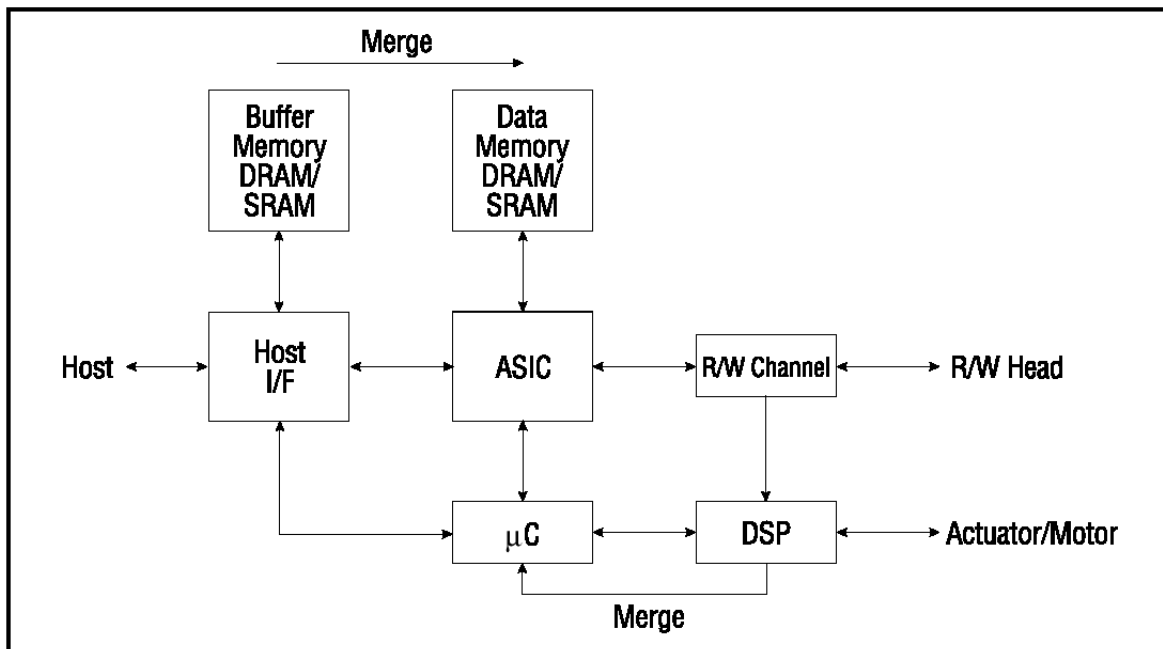 Merge
Buffer
Memory
DRAM/
SRAM
Data
Memory
DRAM/
SRAM
Host
Host
I/F
ASIC
R/W Channel
R/W Head
μC
DSP
Actuator/Motor
Merge